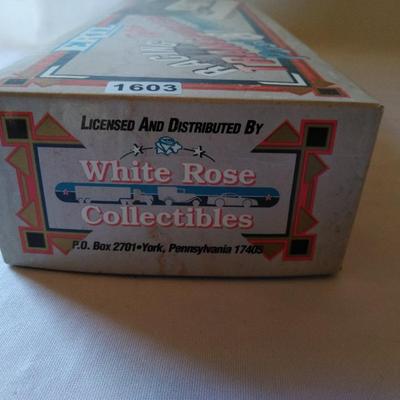 1603
LICENSED AND DISTRIBUTED BY
White Rose
Collectibles
P.O. Box 2701•York, Pennsylvania 17405